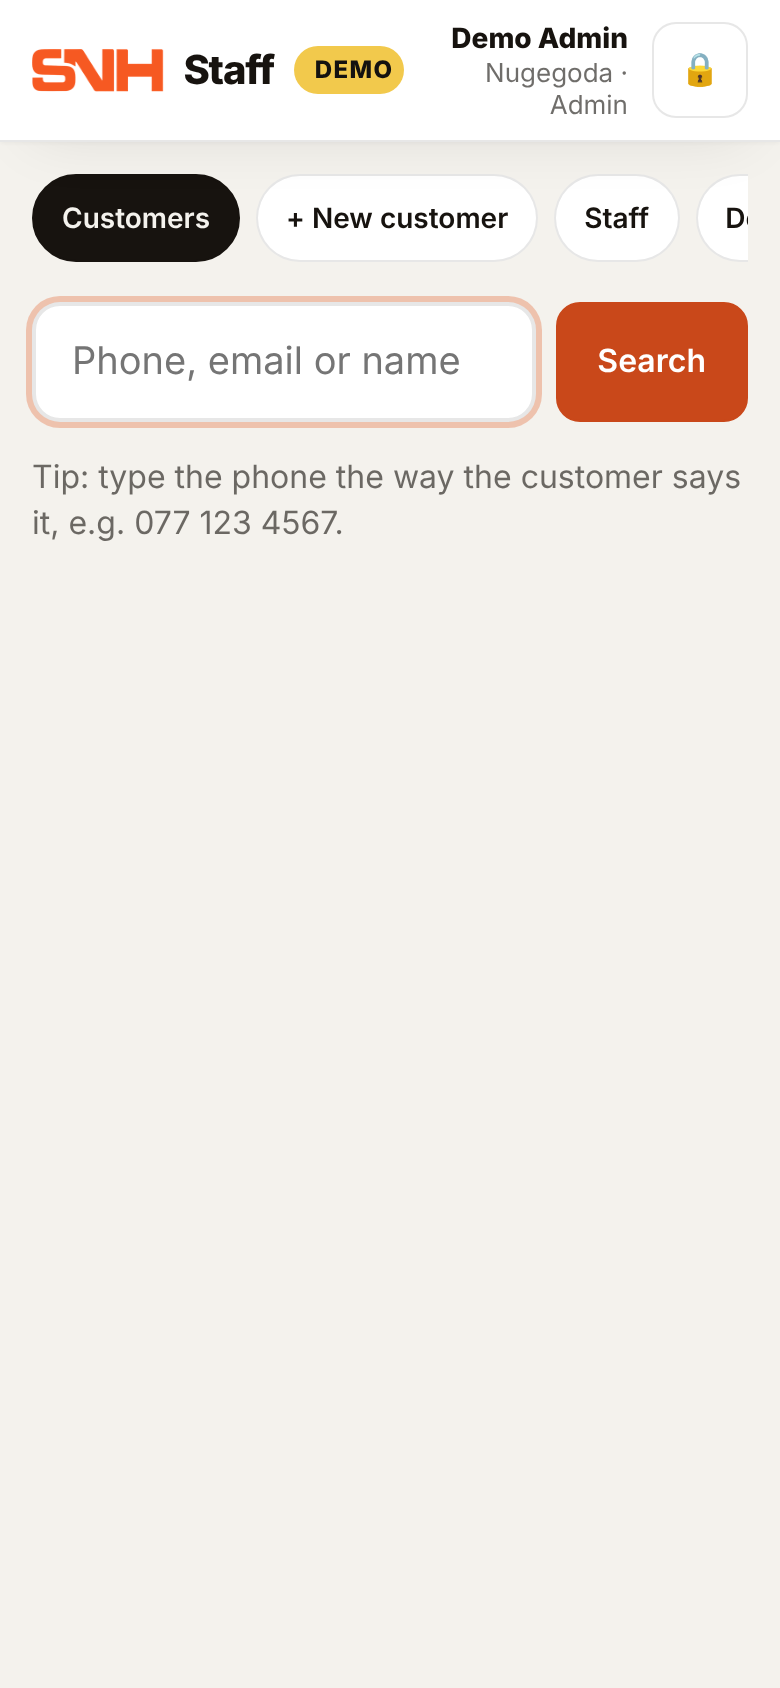 SNH Staff DEMO
Demo Admin
Nugegoda ·
Admin
Customers
+ New customer
Staff
Phone, email or name
Search
Tip: type the phone the way the customer says
it, e.g. 077 123 4567.